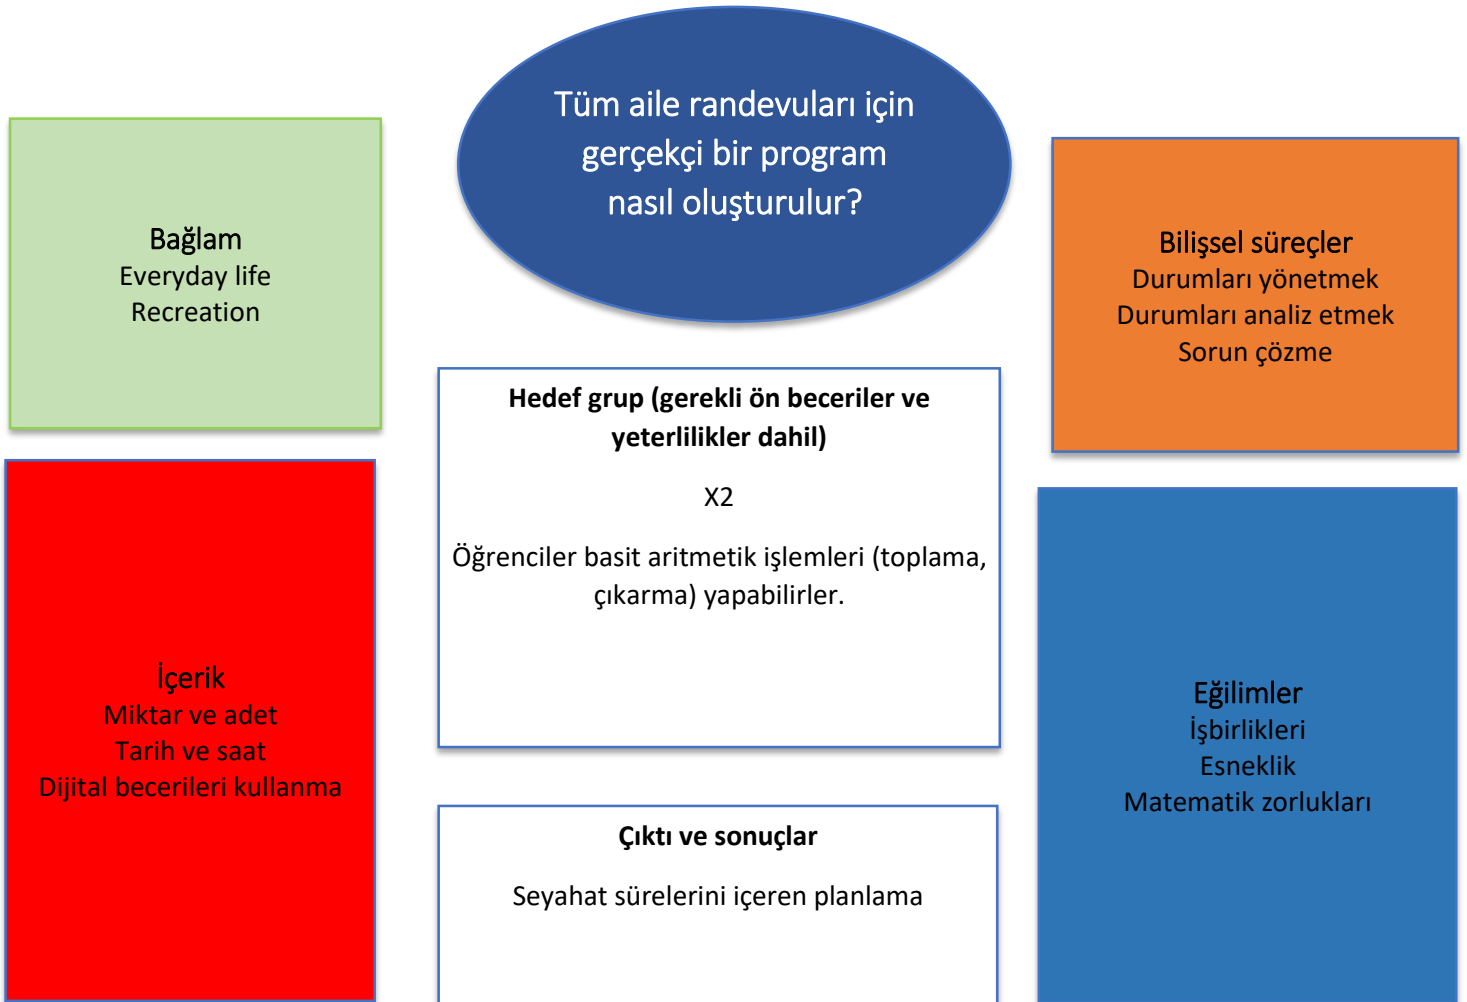 Tüm aile randevuları için
gerçekçi bir program
nasıl oluşturulur?
Bağlam
Everyday life
Recreation
Bilişsel süreçler
Durumları yönetmek
Durumları analiz etmek
Sorun çözme
Hedef grup (gerekli ön beceriler ve
yeterlilikler dahil)
X2
Öğrenciler basit aritmetik işlemleri (toplama,
çıkarma) yapabilirler.
İçerik
Miktar ve adet
Tarih ve saat
Dijital becerileri kullanma
Eğilimler
İşbirlikleri
Esneklik
Matematik zorlukları
Çıktı ve sonuçlar
Seyahat sürelerini içeren planlama